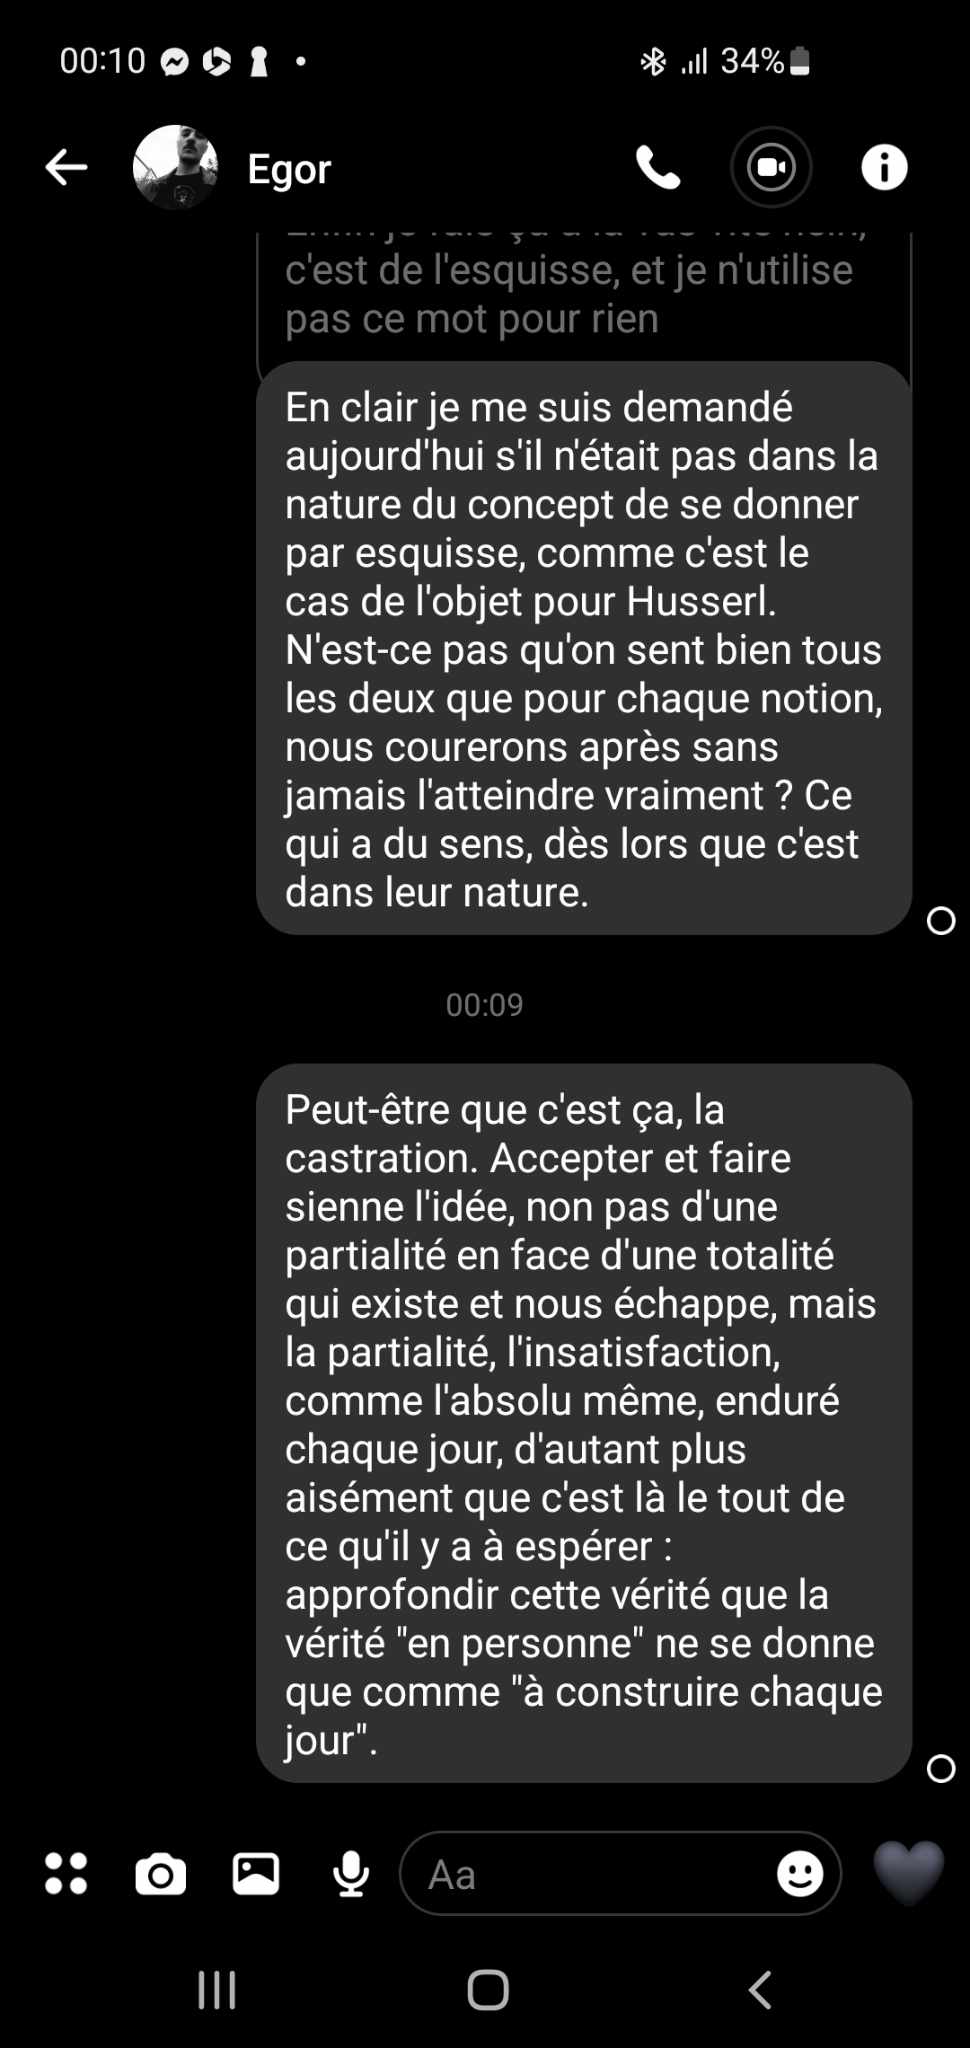 00:10
34%
Egor
c'est de l'esquisse, et je n'utilise
pas ce mot pour rien
En clair je me suis demandé
aujourd'hui s'il n'était pas dans la
nature du concept de se donner
par esquisse, comme c'est le
cas de l'objet pour Husserl.
N'est-ce pas qu'on sent bien tous
les deux que pour chaque notion,
nous courerons après sans
jamais l'atteindre vraiment ? Ce
qui a du sens, dès lors que c'est
dans leur nature.
00:09
Peut-être que c'est ça, la
castration. Accepter et faire
sienne l'idée, non pas d'une
partialité en face d'une totalité
qui existe et nous échappe, mais
la partialité, l'insatisfaction,
comme l'absolu même, enduré
chaque jour, d'autant plus
aisément que c'est là le tout de
ce qu'il y a à espérer :
approfondir cette vérité que la
vérité "en personne" ne se donne
que comme "à construire chaque
jour".
Aa